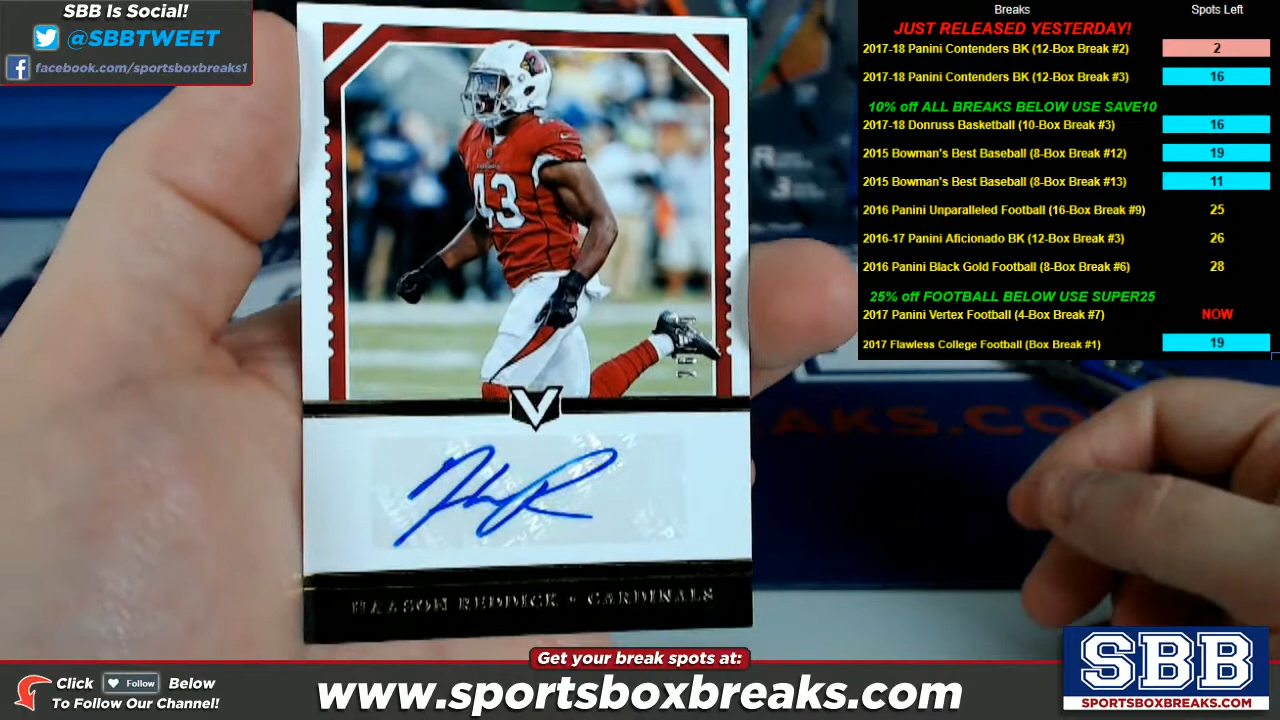 SBB Is Social!
@SBBTWEET
facebook.com/sportsboxbreaks1
Breaks Spots Left
JUST RELEASED YESTERDAY!
2017-18 Panini Contenders BK (12-Box Break #2) 2
2017-18 Panini Contenders BK (12-Box Break #3) 16
10% off ALL BREAKS BELOW USE SAVE10
2017-18 Donruss Basketball (10-Box Break #3) 16
2015 Bowman's Best Baseball (8-Box Break #12) 19
2015 Bowman's Best Baseball (8-Box Break #13) 11
2016 Panini Unparalleled Football (16-Box Break #9) 25
2016-17 Panini Aficionado BK (12-Box Break #3) 26
2016 Panini Black Gold Football (8-Box Break #6) 28
25% off FOOTBALL BELOW USE SUPER25
2017 Panini Vertex Football (4-Box Break #7) NOW
2017 Flawless College Football (Box Break #1) 19
43
V
HAASON REDDICK • CARDINALS
Get your break spots at:
Click Follow Below
To Follow Our Channel!
www.sportsboxbreaks.com
SBB
SPORTSBOXBREAKS.COM